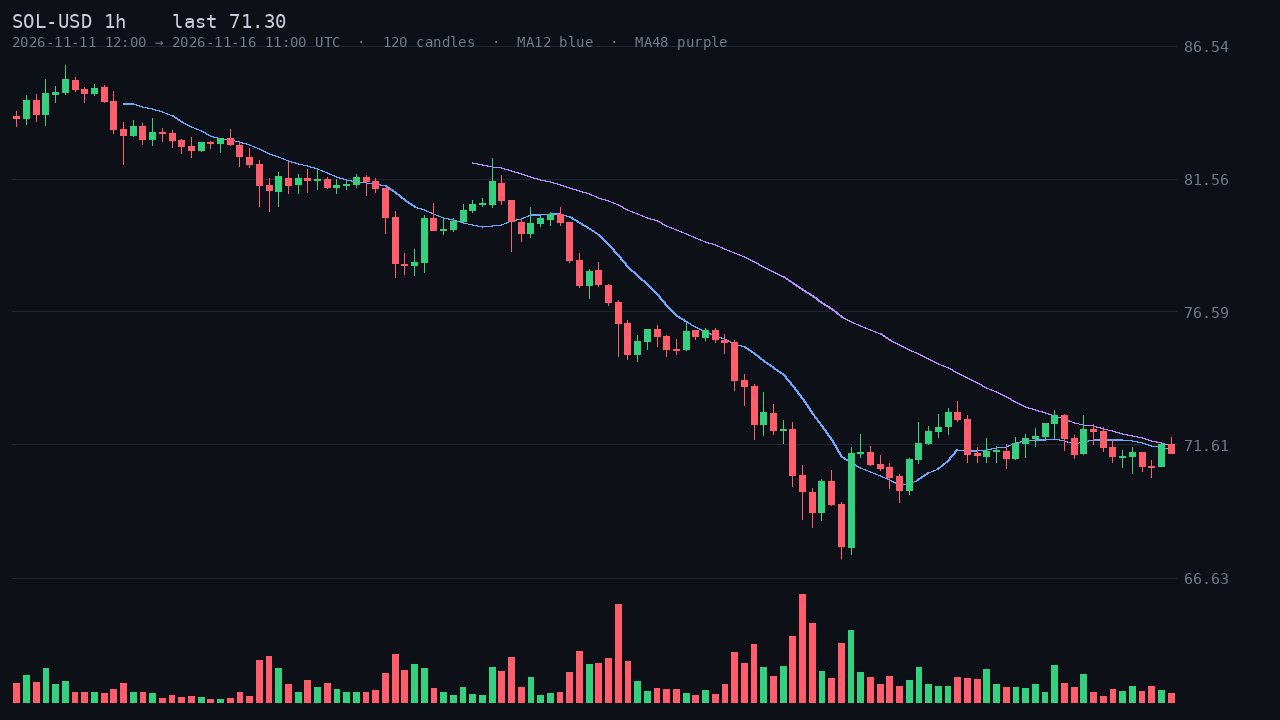 SOL-USD 1h    last 71.30
2026-11-11 12:00 → 2026-11-16 11:00 UTC  ·  120 candles  ·  MA12 blue  ·  MA48 purple
86.54
81.56
76.59
71.61
66.63